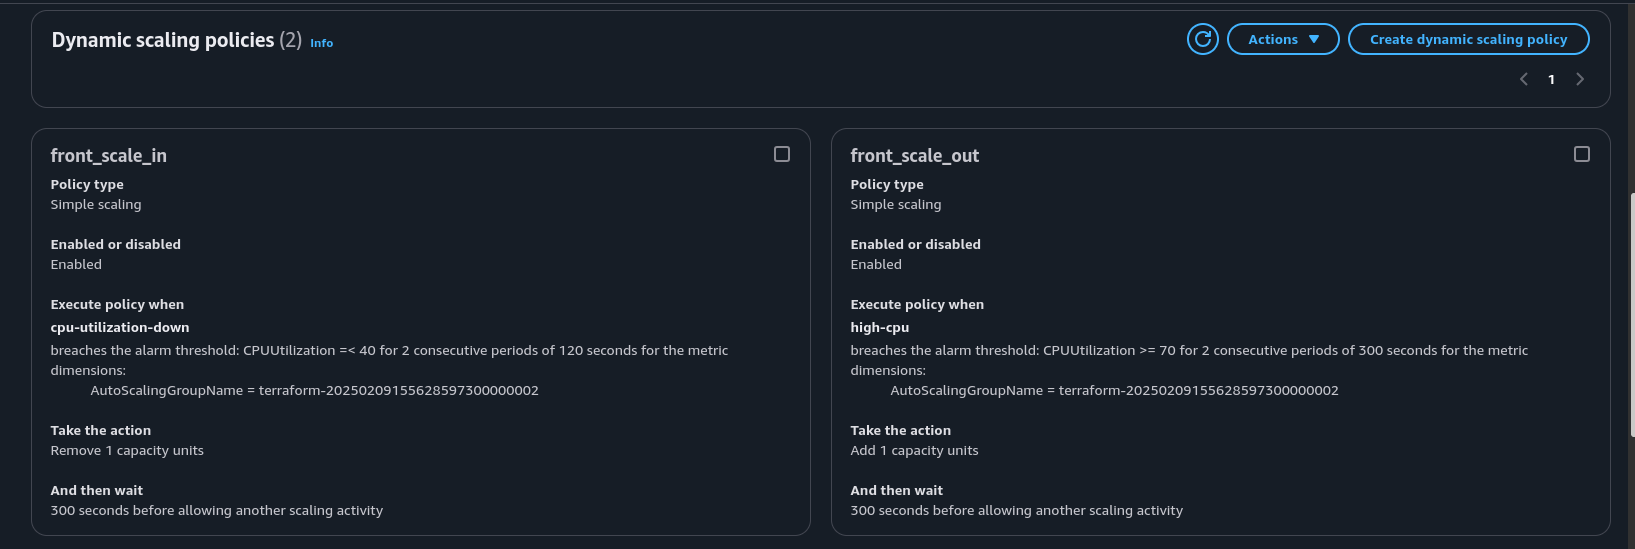 Dynamic scaling policies (2) Info
Actions
Create dynamic scaling policy
1
front_scale_in
Policy type
Simple scaling
Enabled or disabled
Enabled
Execute policy when
cpu-utilization-down
breaches the alarm threshold: CPUUtilization =< 40 for 2 consecutive periods of 120 seconds for the metric
dimensions:
AutoScalingGroupName = terraform-20250209155628597300000002
Take the action
Remove 1 capacity units
And then wait
300 seconds before allowing another scaling activity
front_scale_out
Policy type
Simple scaling
Enabled or disabled
Enabled
Execute policy when
high-cpu
breaches the alarm threshold: CPUUtilization >= 70 for 2 consecutive periods of 300 seconds for the metric
dimensions:
AutoScalingGroupName = terraform-20250209155628597300000002
Take the action
Add 1 capacity units
And then wait
300 seconds before allowing another scaling activity